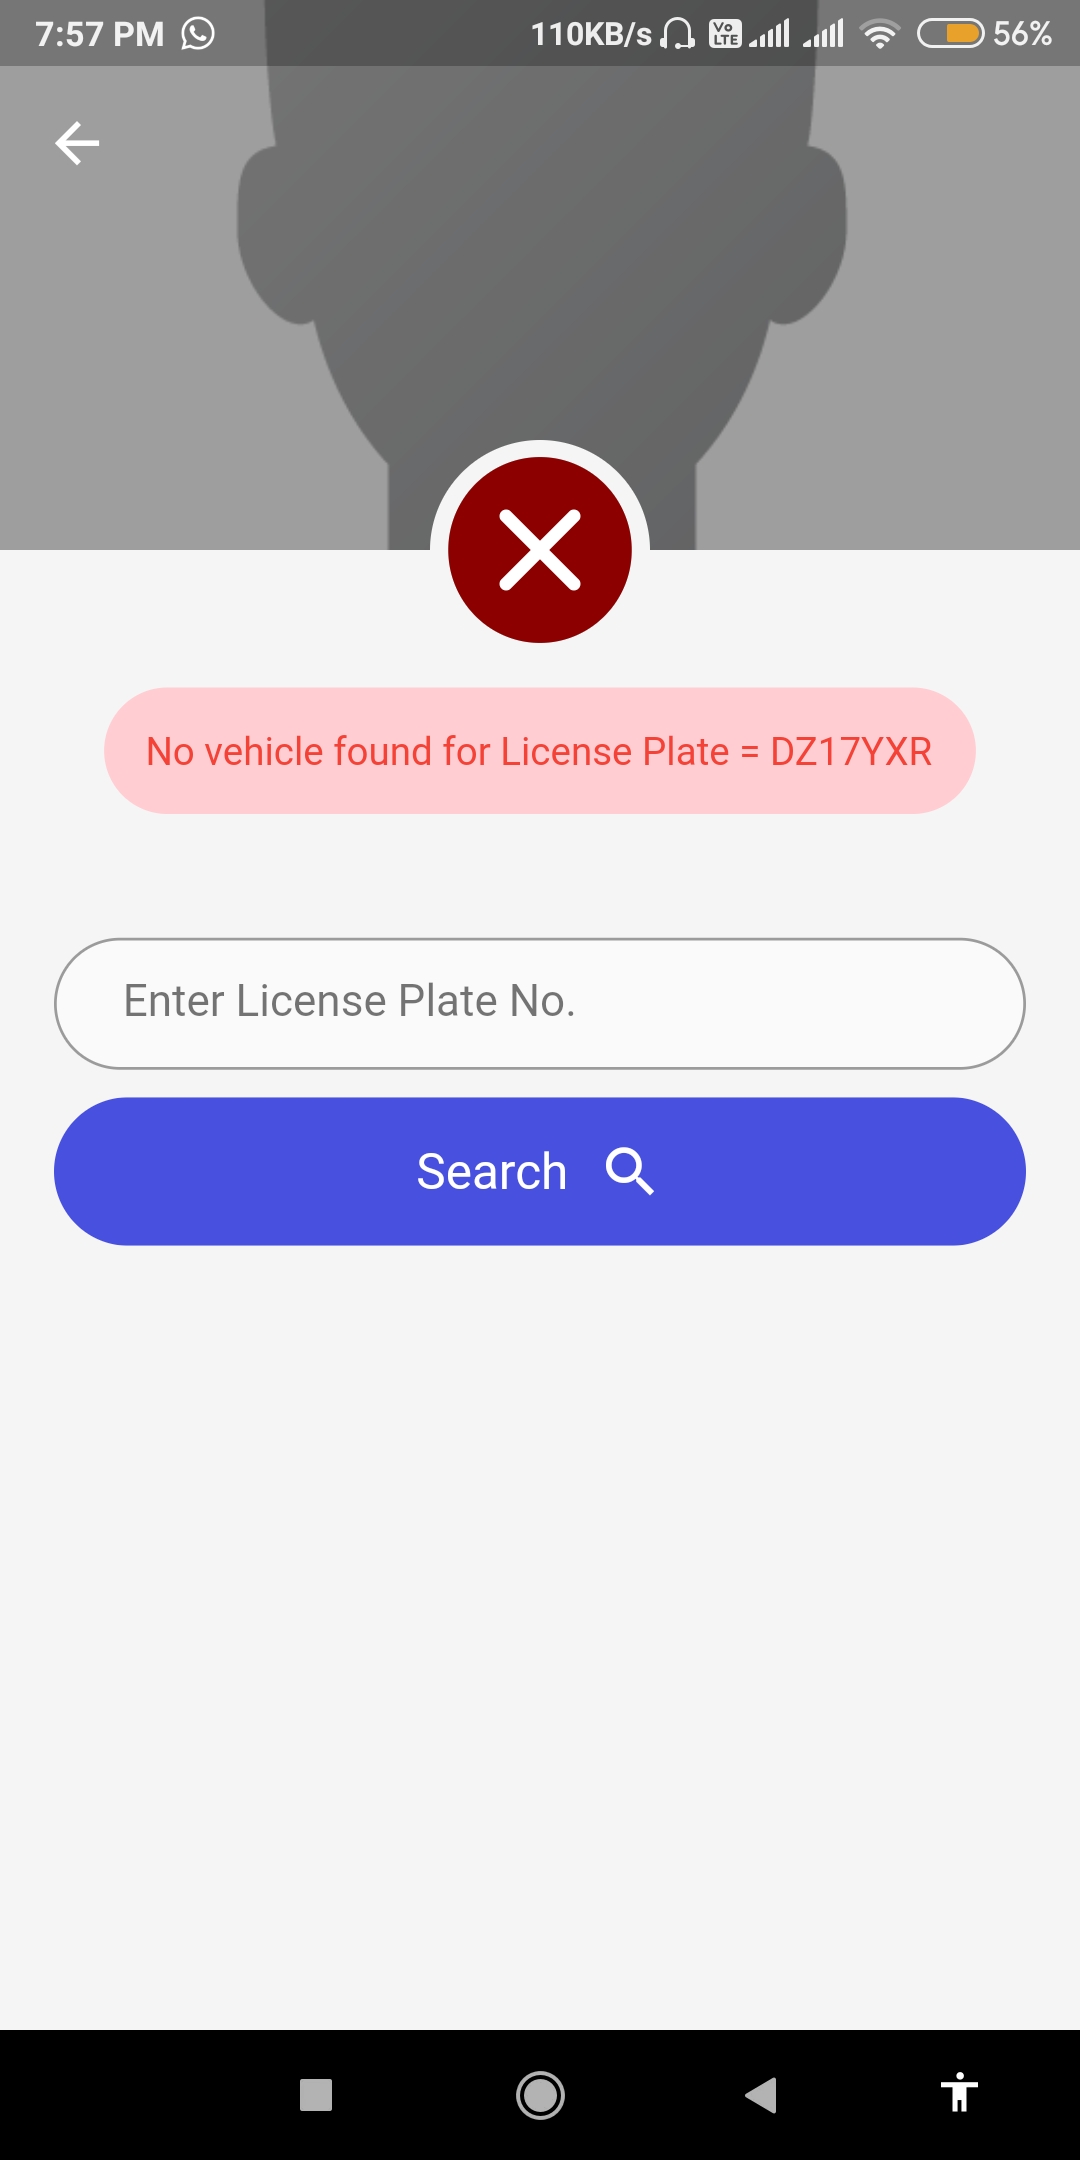 7:57 PM 110KB/s Vo LTE 56%
No vehicle found for License Plate = DZ17YXR
Enter License Plate No.
Search